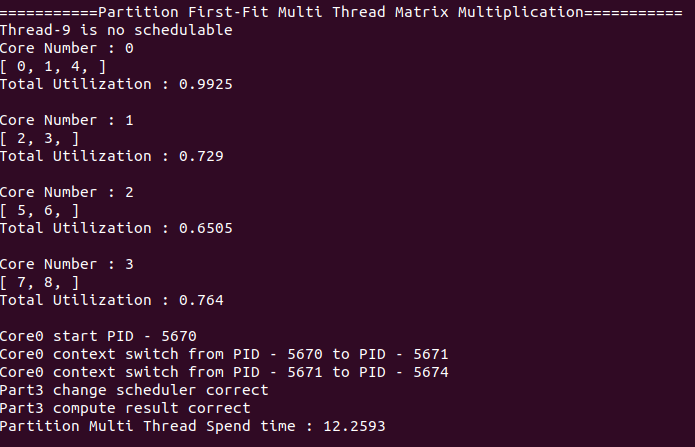 ===========Partition First-Fit Multi Thread Matrix Multiplication===========
Thread-9 is no schedulable
Core Number : 0
[ 0, 1, 4, ]
Total Utilization : 0.9925
Core Number : 1
[ 2, 3, ]
Total Utilization : 0.729
Core Number : 2
[ 5, 6, ]
Total Utilization : 0.6505
Core Number : 3
[ 7, 8, ]
Total Utilization : 0.764
Core0 start PID - 5670
Core0 context switch from PID - 5670 to PID - 5671
Core0 context switch from PID - 5671 to PID - 5674
Part3 change scheduler correct
Part3 compute result correct
Partition Multi Thread Spend time : 12.2593